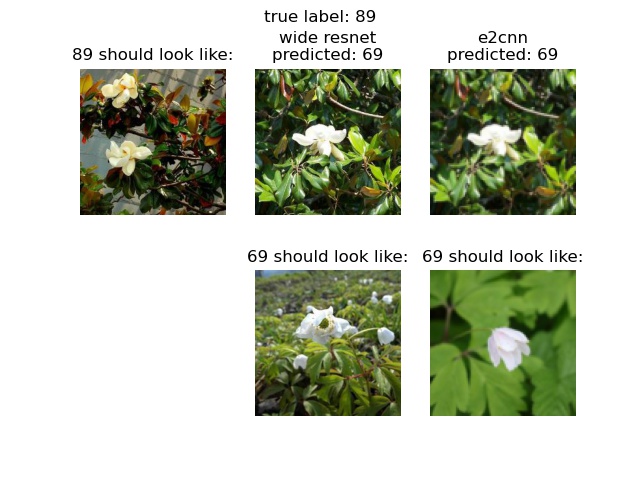 true label: 89
89 should look like:
wide resnet
predicted: 69
e2cnn
predicted: 69
69 should look like:
69 should look like: